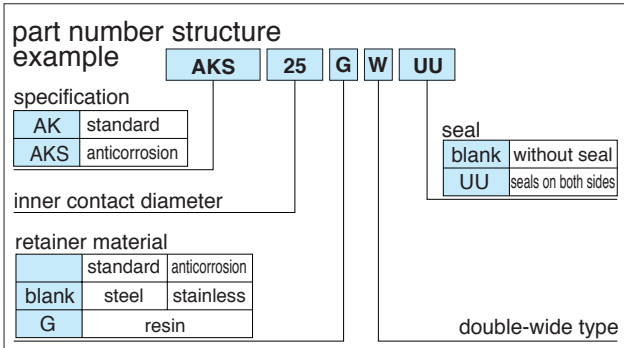 part number structure
example
AKS 25 G W UU
specification
AK standard
AKS anticorrosion
seal
blank without seal
UU seals on both sides
inner contact diameter
retainer material
standard anticorrosion
blank steel stainless
G resin
double-wide type